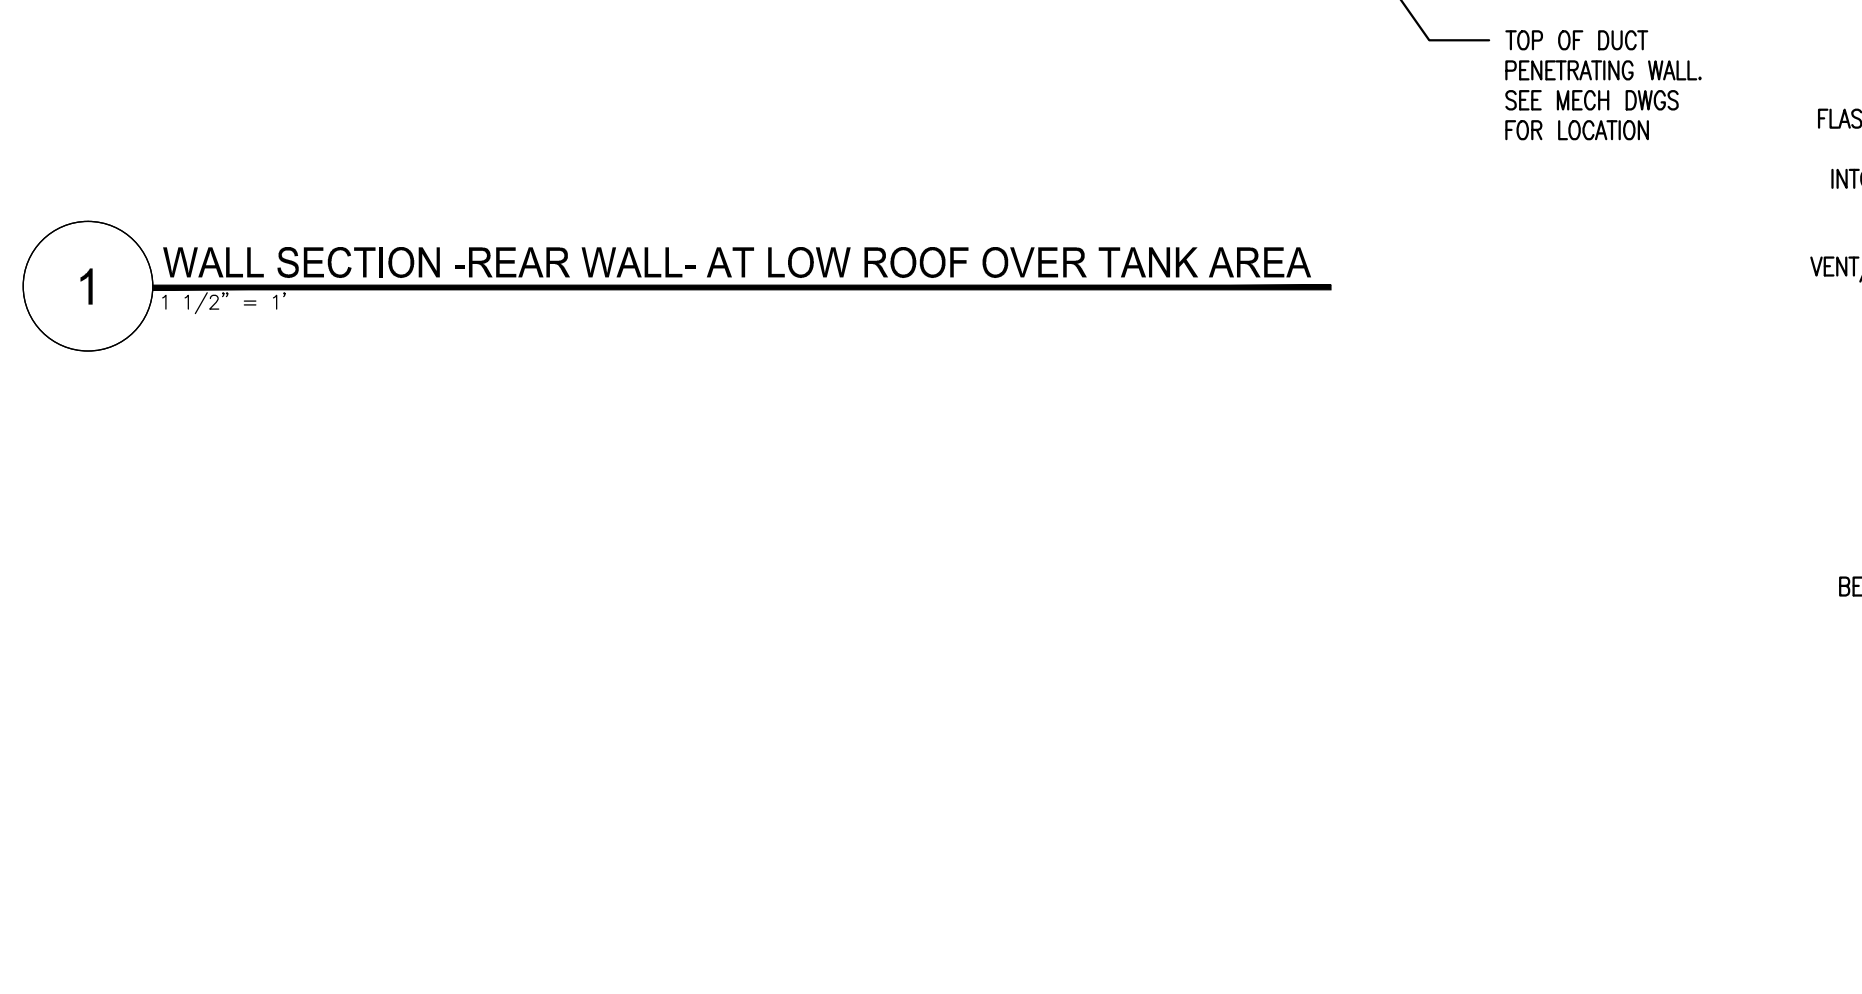 TOP OF DUCT
PENETRATING WALL.
SEE MECH DWGS
FOR LOCATION
1
WALL SECTION -REAR WALL- AT LOW ROOF OVER TANK AREA
1 1/2" = 1'
VENT/